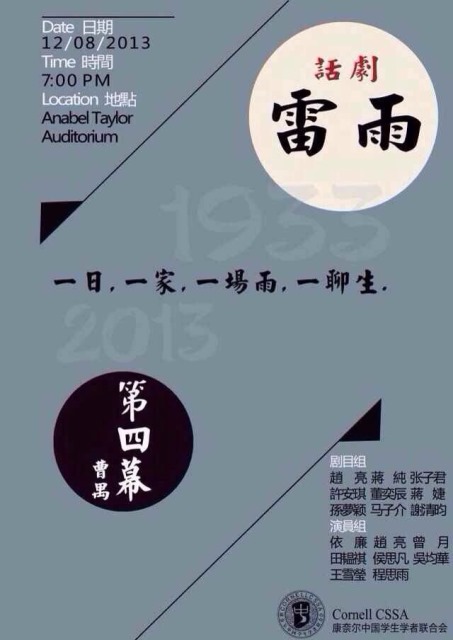 Date 日期
12/08/2013
Time 時間
7:00 PM
Location 地點
Anabel Taylor
Auditorium
話劇
雷雨
1933
一日,一家,一場雨,一聊生.
2013
第四幕
曹禺
剧目组
趙 亮 蔣 純 张子君
許安琪 董奕辰 蔣 婕
孫夢颖 马子介 謝清昀
演員組
依 廉 趙 亮 曾 月
田韞祺 侯思凡 吳均華
王雪瑩 程思雨
Cornell CSSA
康奈尔中国学生学者联合会